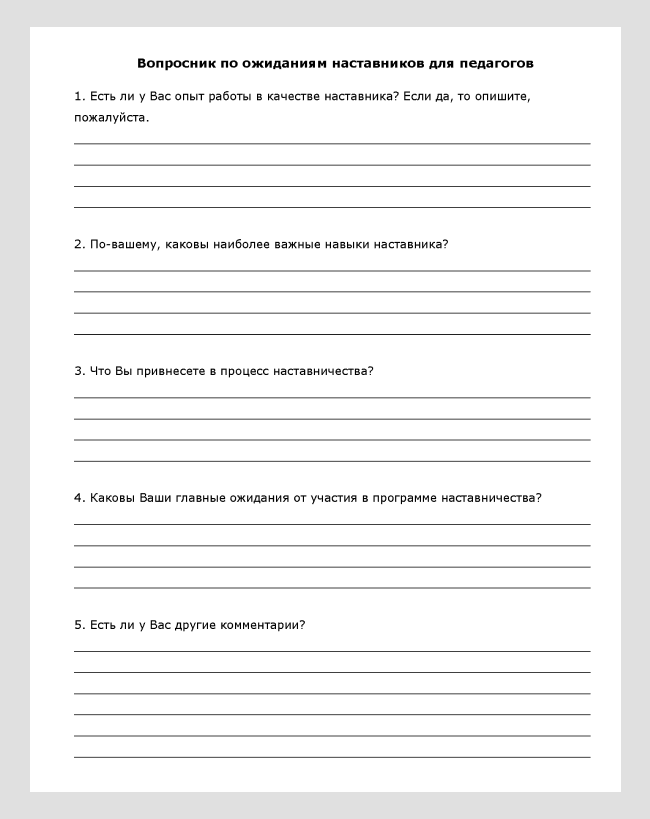 Вопросник по ожиданиям наставников для педагогов
1. Есть ли у Вас опыт работы в качестве наставника? Если да, то опишите,
пожалуйста.
2. По-вашему, каковы наиболее важные навыки наставника?
3. Что Вы привнесете в процесс наставничества?
4. Каковы Ваши главные ожидания от участия в программе наставничества?
5. Есть ли у Вас другие комментарии?